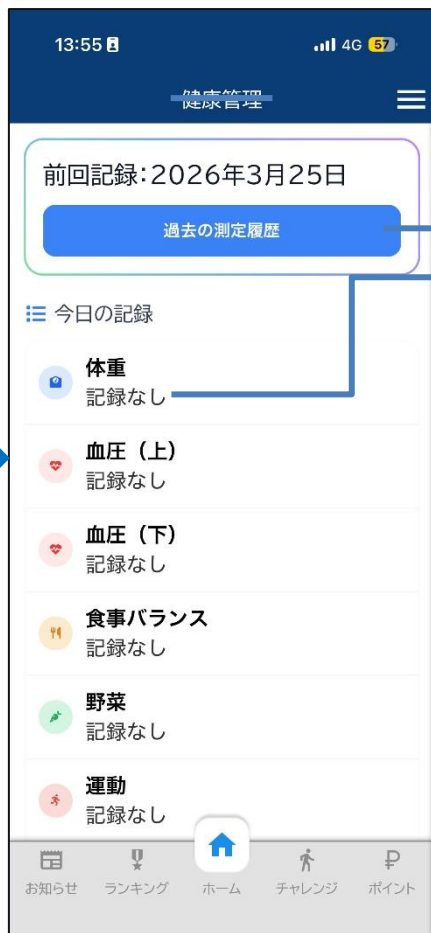 13:55 4G 57
健康管理
前回記録：2026年3月25日
過去の測定履歴
今日の記録
体重
記録なし
血圧（上）
記録なし
血圧（下）
記録なし
食事バランス
記録なし
野菜
記録なし
運動
記録なし
お知らせ ランキング ホーム チャレンジ ポイント